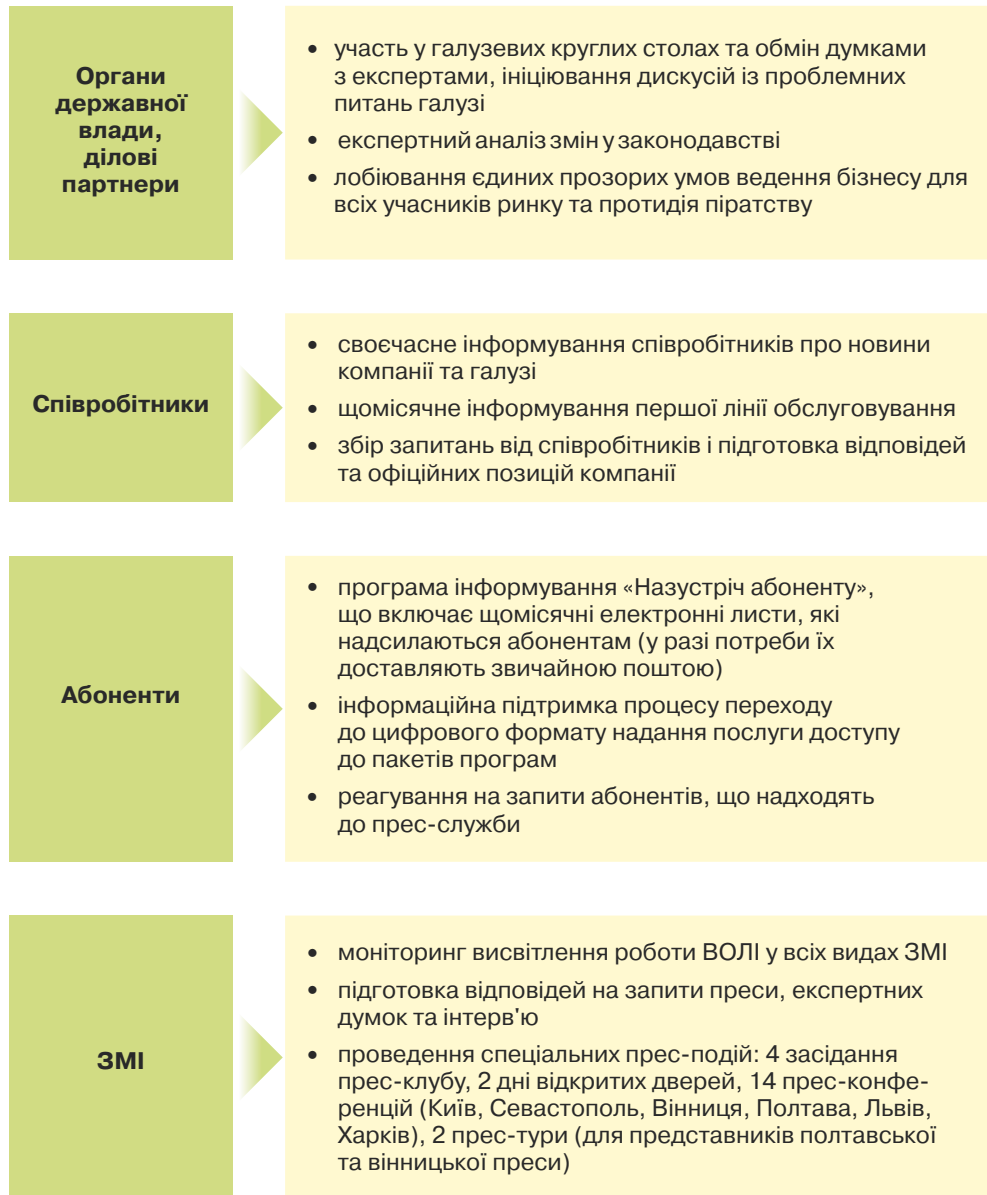 Органи
державної
влади,
ділові
партнери
• участь у галузевих круглих столах та обмін думками
з експертами, ініціювання дискусій із проблемних
питань галузі
• експертний аналіз змін у законодавстві
• лобіювання єдиних прозорих умов ведення бізнесу для
всіх учасників ринку та протидія піратству
Співробітники
• своєчасне інформування співробітників про новини
компанії та галузі
• щомісячне інформування першої лінії обслуговування
• збір запитань від співробітників і підготовка відповідей
та офіційних позицій компанії
Абоненти
• програма інформування «Назустріч абоненту»,
що включає щомісячні електронні листи, які
надсилаються абонентам (у разі потреби їх
доставляють звичайною поштою)
• інформаційна підтримка процесу переходу
до цифрового формату надання послуги доступу
до пакетів програм
• реагування на запити абонентів, що надходять
до прес-служби
ЗМІ
• моніторинг висвітлення роботи ВОЛІ у всіх видах ЗМІ
• підготовка відповідей на запити преси, експертних
думок та інтерв'ю
• проведення спеціальних прес-подій: 4 засідання
прес-клубу, 2 дні відкритих дверей, 14 прес-конфе-
ренцій (Київ, Севастополь, Вінниця, Полтава, Львів,
Харків), 2 прес-тури (для представників полтавської
та вінницької преси)